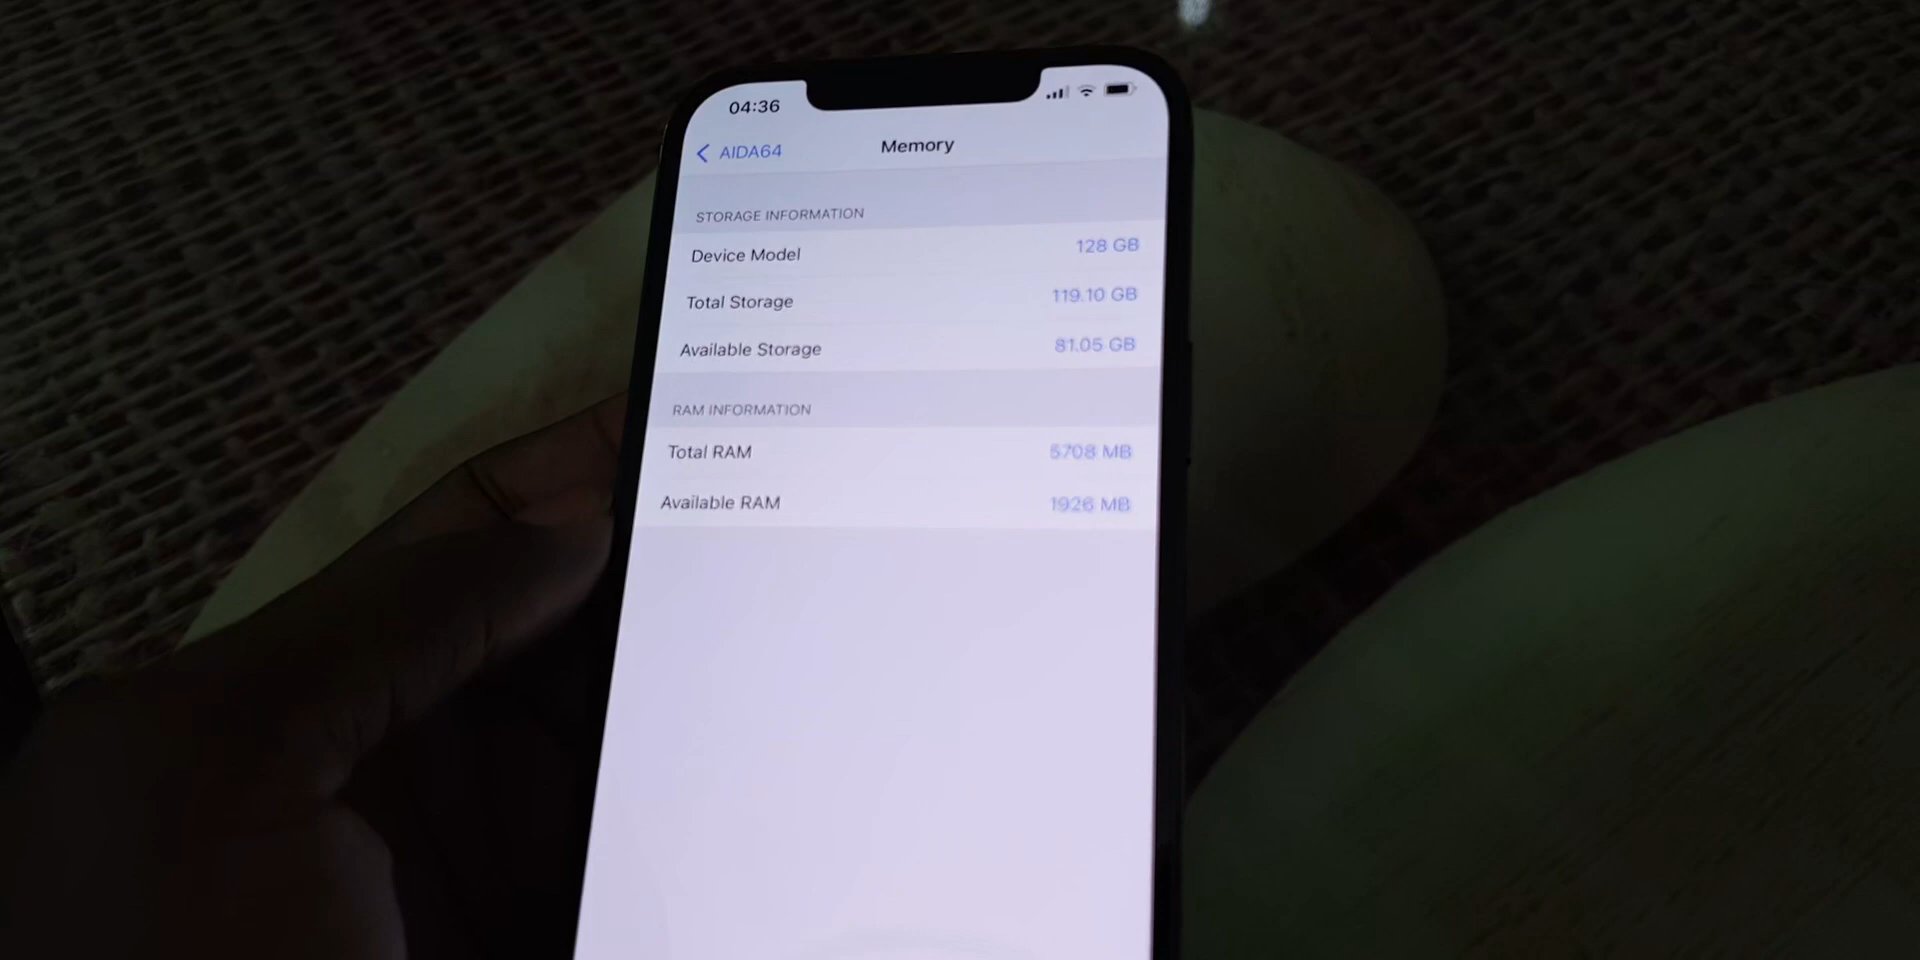 04:36
AIDA64
Memory
STORAGE INFORMATION
Device Model 128 GB
Total Storage 119.10 GB
Available Storage 81.05 GB
RAM INFORMATION
Total RAM 5708 MB
Available RAM 1926 MB